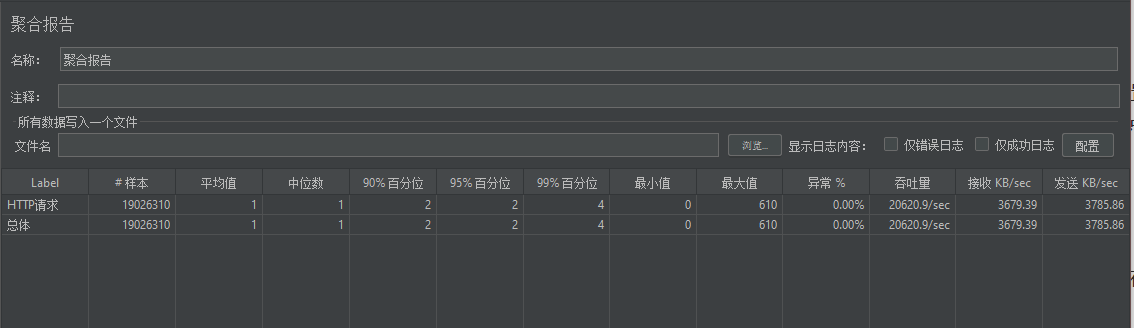 聚合报告
名称： 聚合报告
注释：
所有数据写入一个文件
文件名 浏览... 显示日志内容： 仅错误日志 仅成功日志 配置
Label # 样本 平均值 中位数 90% 百分位 95% 百分位 99% 百分位 最小值 最大值 异常 % 吞吐量 接收 KB/sec 发送 KB/sec
HTTP请求 19026310 1 1 2 2 4 0 610 0.00% 20620.9/sec 3679.39 3785.86
总体 19026310 1 1 2 2 4 0 610 0.00% 20620.9/sec 3679.39 3785.86